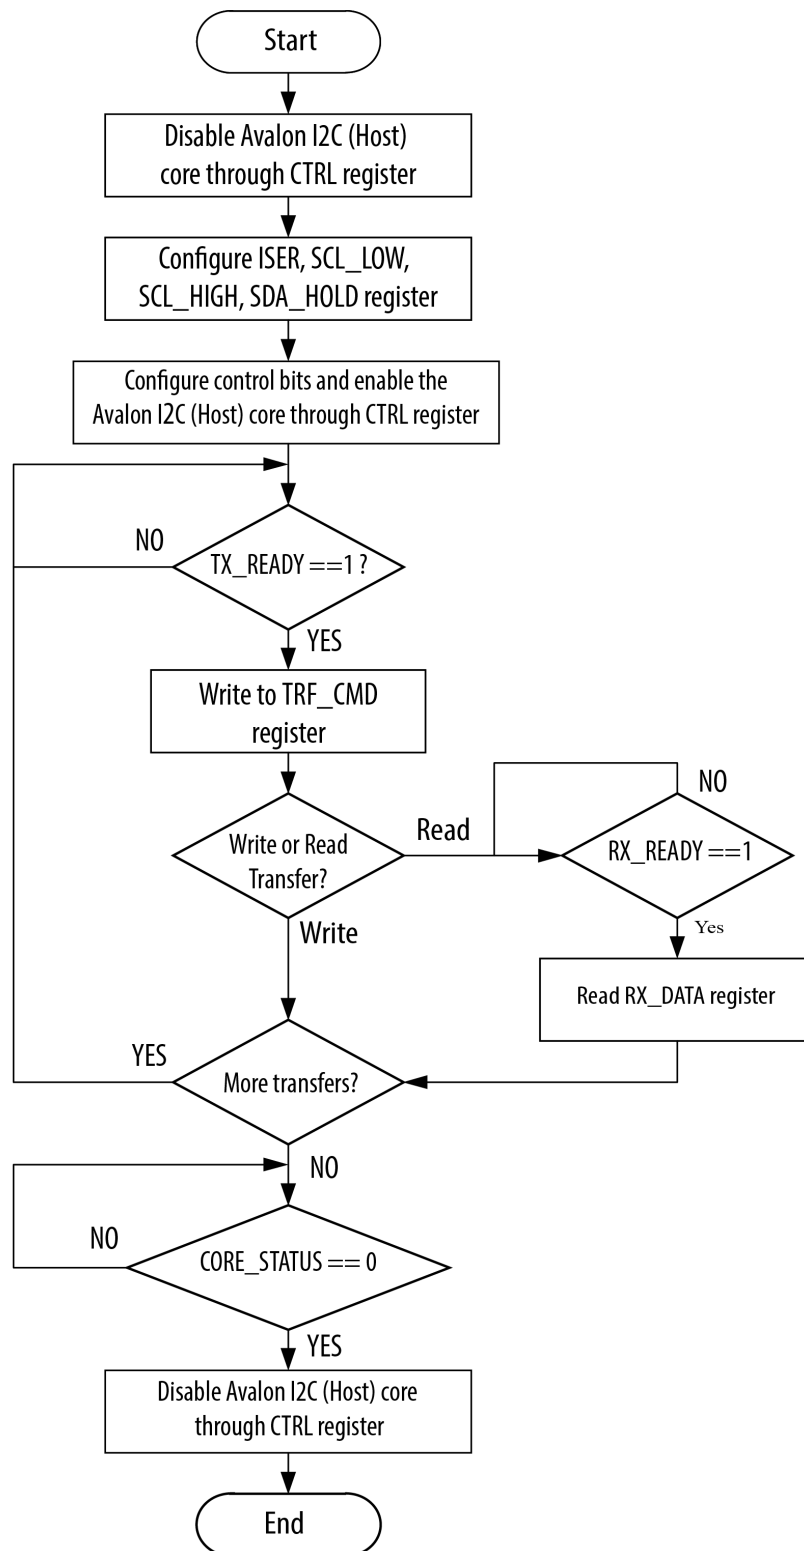 Start
Disable Avalon I2C (Host)
core through CTRL register
Configure ISER, SCL_LOW,
SCL_HIGH, SDA_HOLD register
Configure control bits and enable the
Avalon I2C (Host) core through CTRL register
NO
TX_READY ==1 ?
YES
Write to TRF_CMD
register
NO
Write or Read
Transfer?
Read
RX_READY ==1
Write
Yes
Read RX_DATA register
YES
More transfers?
NO
NO
CORE_STATUS == 0
YES
Disable Avalon I2C (Host) core
through CTRL register
End